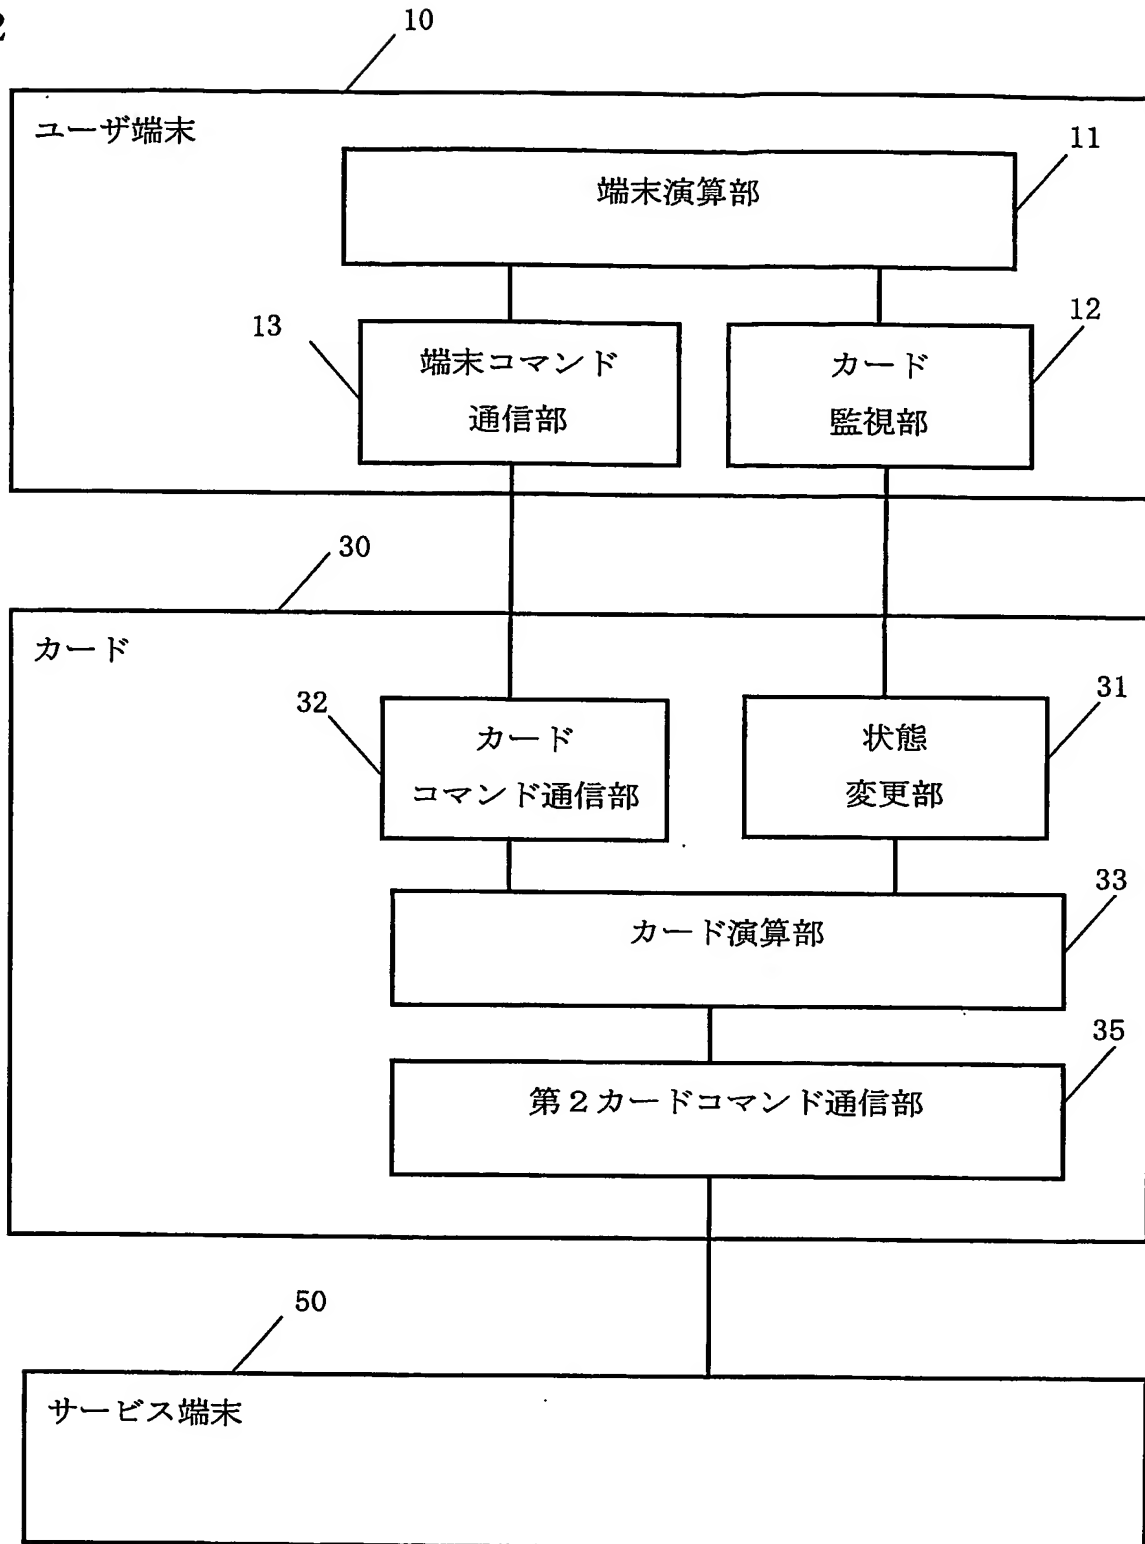 2
10
ユーザ端末
11
端末演算部
13
端末コマンド
通信部
12
カード
監視部
30
カード
32
カード
コマンド通信部
31
状態
変更部
33
カード演算部
35
第2カードコマンド通信部
50
サービス端末